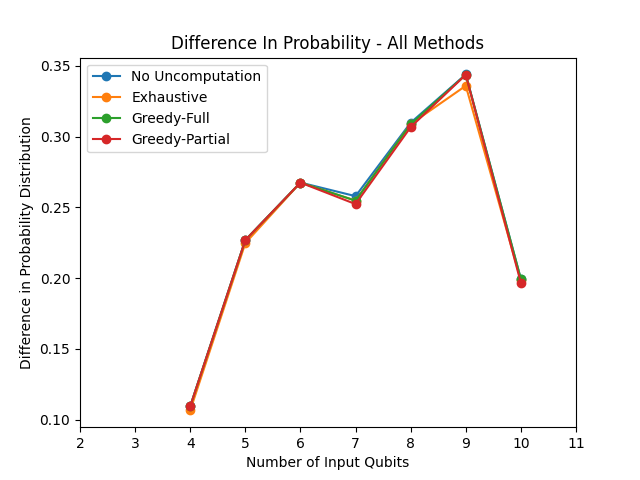 Difference In Probability - All Methods
Difference in Probability Distribution
0.35
0.30
0.25
0.20
0.15
0.10
No Uncomputation
Exhaustive
Greedy-Full
Greedy-Partial
2 3 4 5 6 7 8 9 10 11
Number of Input Qubits